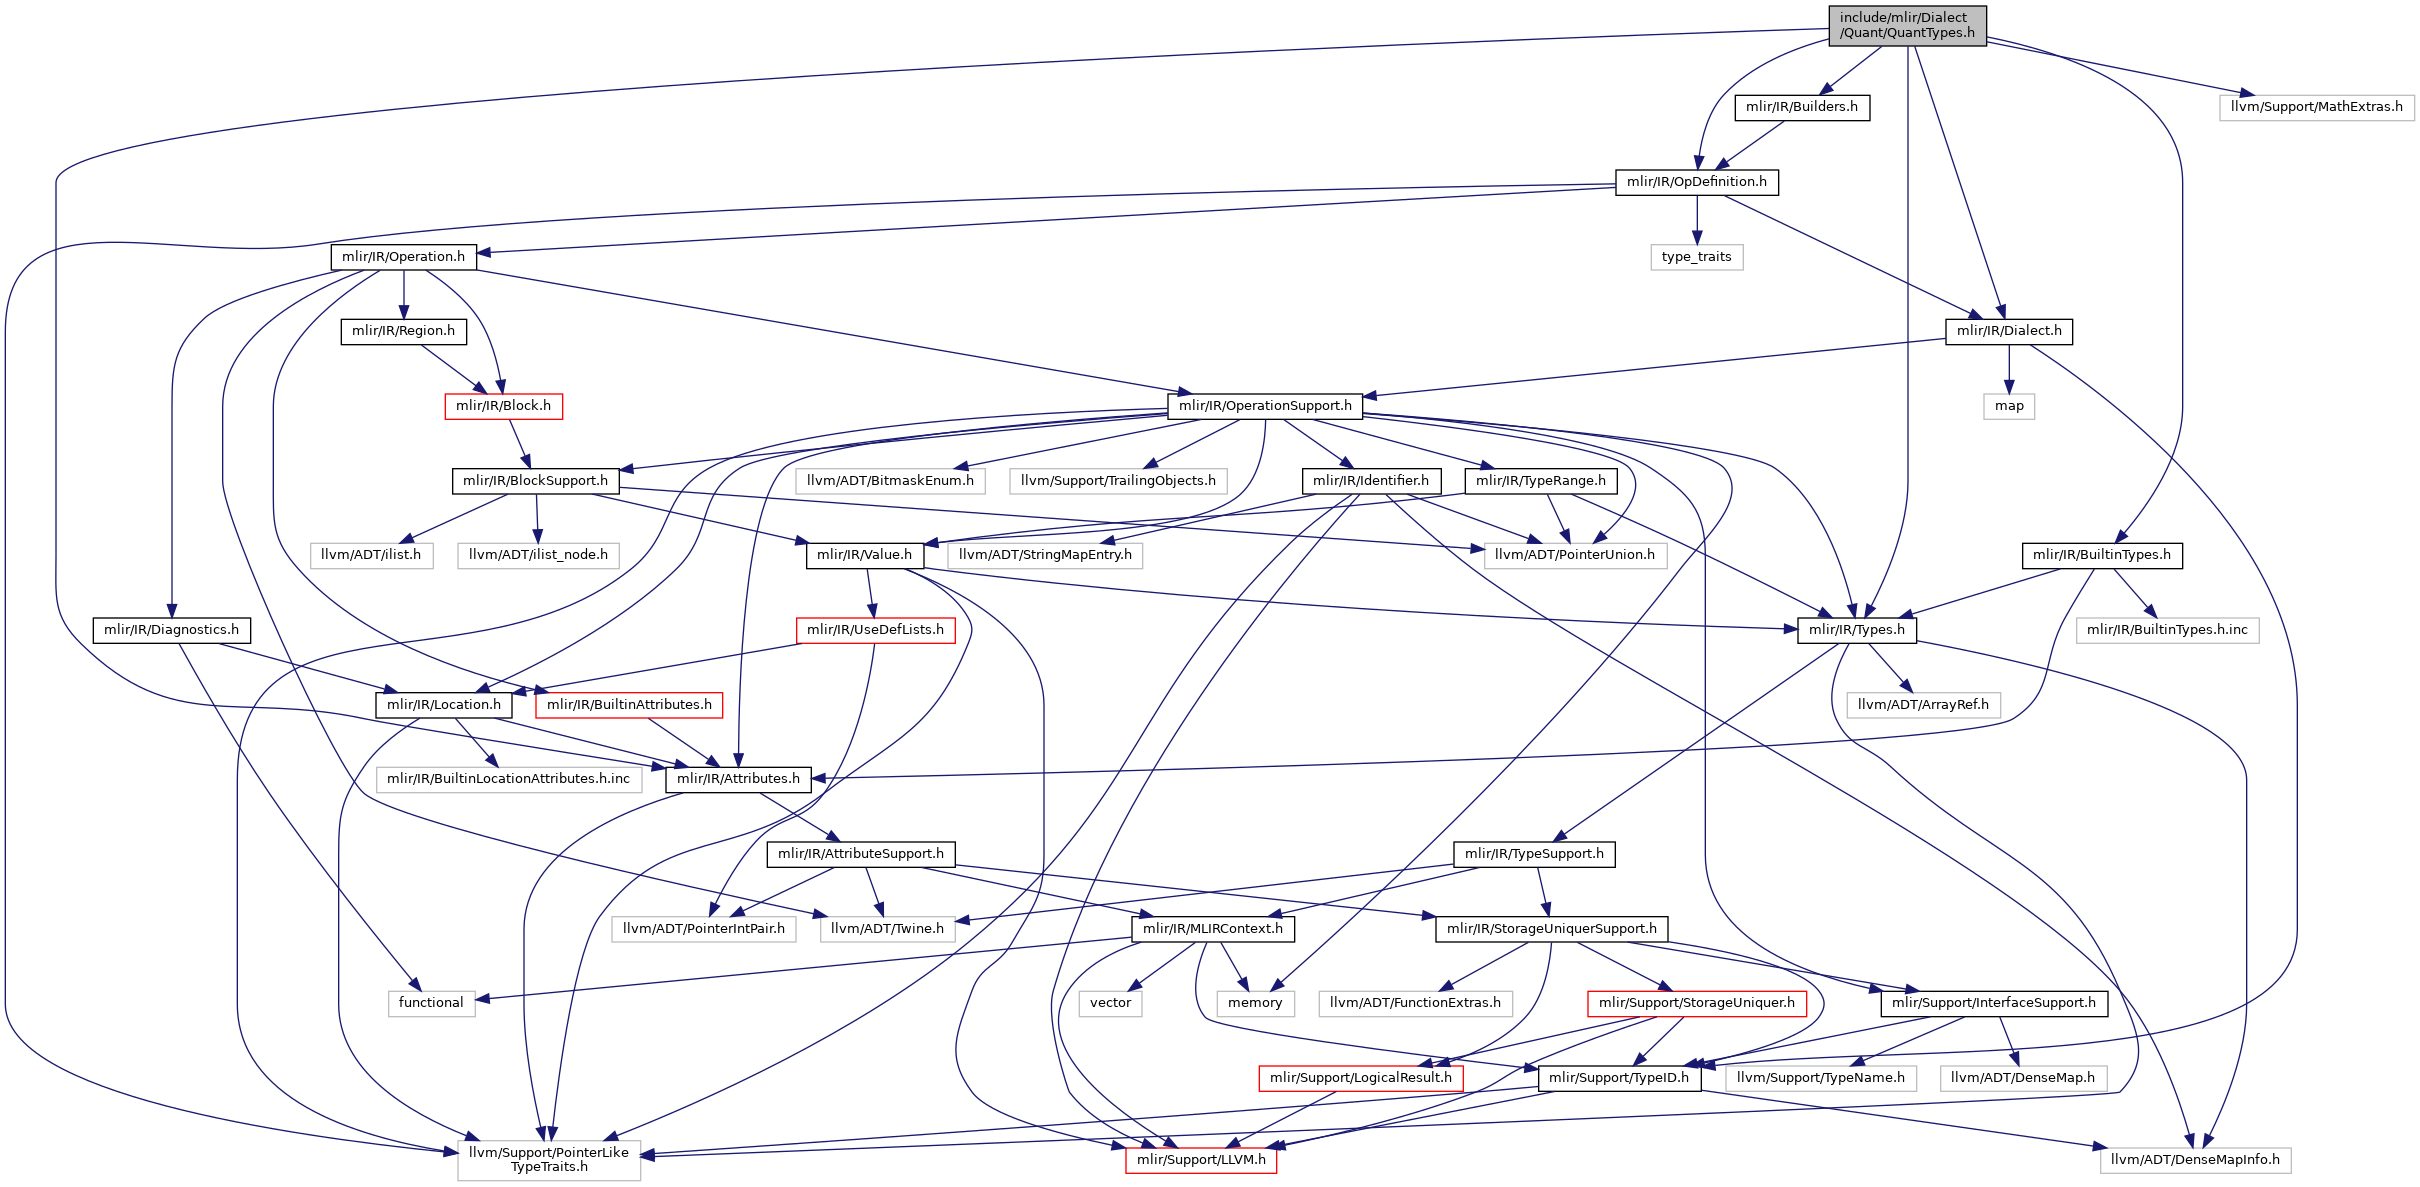 include/mlir/Dialect
/Quant/QuantTypes.h
mlir/IR/Builders.h
llvm/Support/MathExtras.h
mlir/IR/OpDefinition.h
mlir/IR/Operation.h
type_traits
mlir/IR/Region.h
mlir/IR/Dialect.h
mlir/IR/Block.h
mlir/IR/OperationSupport.h
map
mlir/IR/BlockSupport.h
llvm/ADT/BitmaskEnum.h
llvm/Support/TrailingObjects.h
mlir/IR/Identifier.h
mlir/IR/TypeRange.h
llvm/ADT/ilist.h
llvm/ADT/ilist_node.h
mlir/IR/Value.h
llvm/ADT/StringMapEntry.h
llvm/ADT/PointerUnion.h
mlir/IR/BuiltinTypes.h
mlir/IR/Diagnostics.h
mlir/IR/UseDefLists.h
mlir/IR/Types.h
mlir/IR/BuiltinTypes.h.inc
mlir/IR/Location.h
mlir/IR/BuiltinAttributes.h
llvm/ADT/ArrayRef.h
mlir/IR/BuiltinLocationAttributes.h.inc
mlir/IR/Attributes.h
mlir/IR/AttributeSupport.h
mlir/IR/TypeSupport.h
llvm/ADT/PointerIntPair.h
llvm/ADT/Twine.h
mlir/IR/MLIRContext.h
mlir/IR/StorageUniquerSupport.h
functional
vector
memory
llvm/ADT/FunctionExtras.h
mlir/Support/StorageUniquer.h
mlir/Support/InterfaceSupport.h
mlir/Support/LogicalResult.h
mlir/Support/TypeID.h
llvm/Support/TypeName.h
llvm/ADT/DenseMap.h
llvm/Support/PointerLike
TypeTraits.h
mlir/Support/LLVM.h
llvm/ADT/DenseMapInfo.h